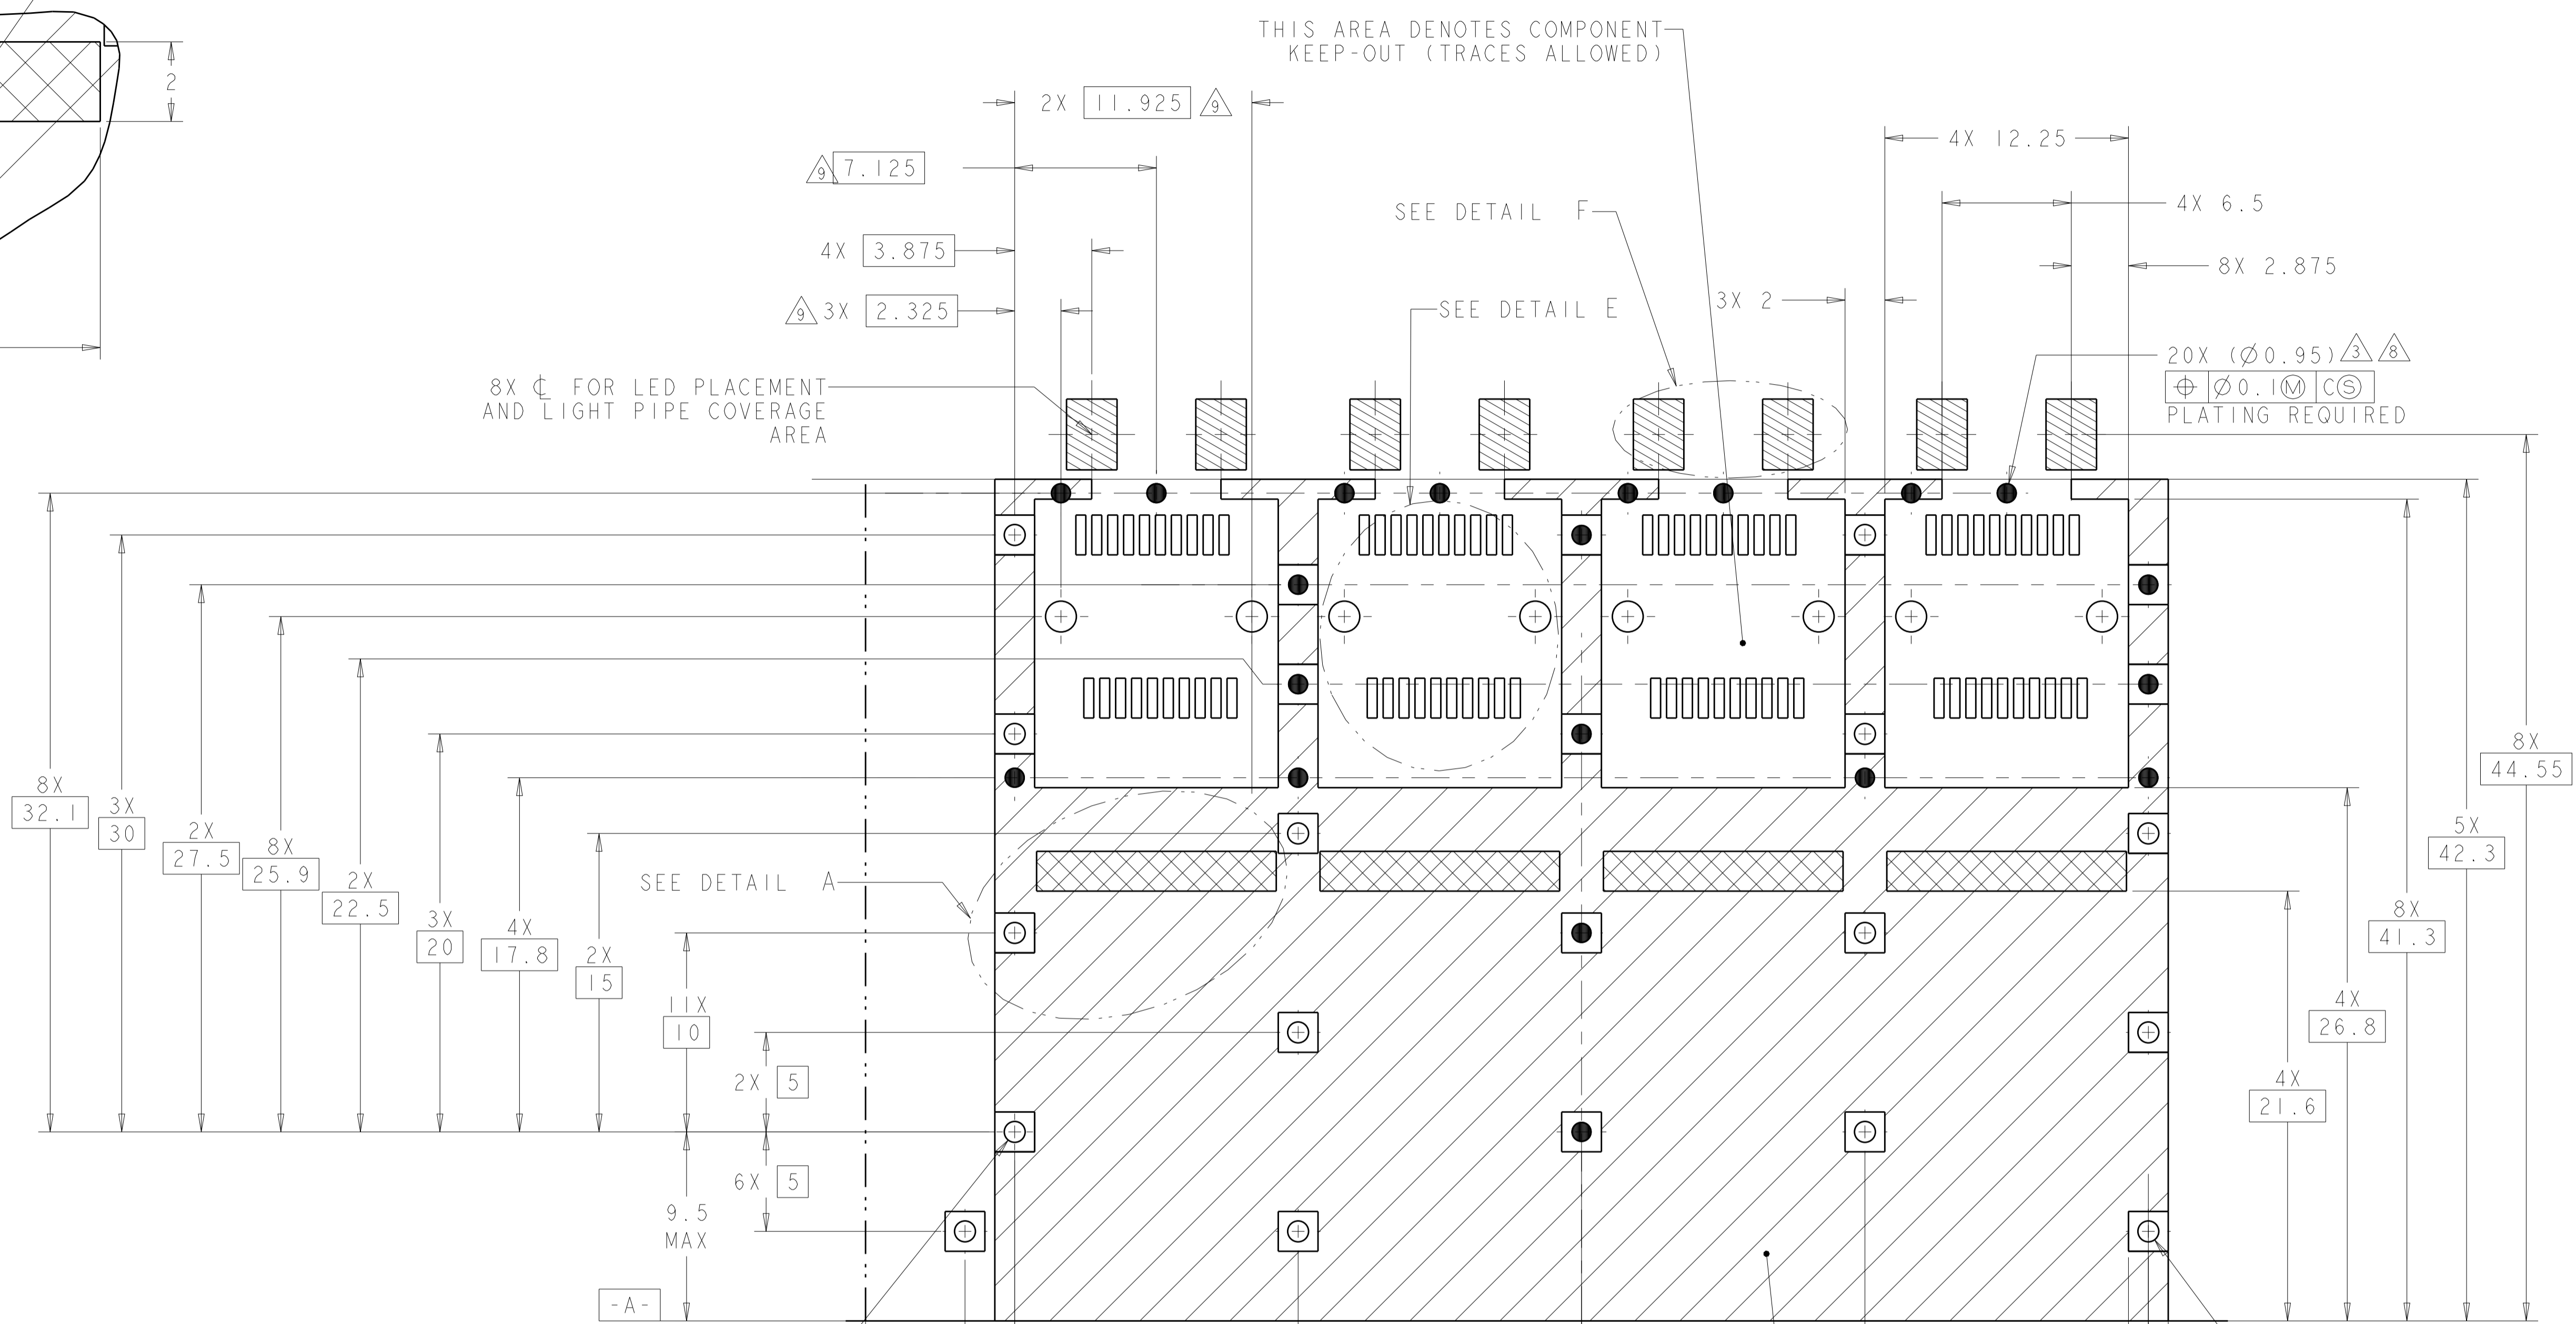 2
THIS AREA DENOTES COMPONENT
KEEP-OUT (TRACES ALLOWED)
2X 11.925 9
9 7.125
4X 3.875
9 3X 2.325
8X ℄ FOR LED PLACEMENT
AND LIGHT PIPE COVERAGE
AREA
SEE DETAIL F
SEE DETAIL E
3X 2
4X 12.25
4X 6.5
8X 2.875
20X (Ø0.95) 3 8
⌖ Ø0.1Ⓜ CⓈ
PLATING REQUIRED
8X
32.1
3X
30
2X
27.5
8X
25.9
2X
22.5
3X
20
4X
17.8
2X
15
11X
10
2X 5
6X 5
9.5
MAX
-A-
SEE DETAIL A
8X
44.55
5X
42.3
8X
41.3
4X
26.8
4X
21.6